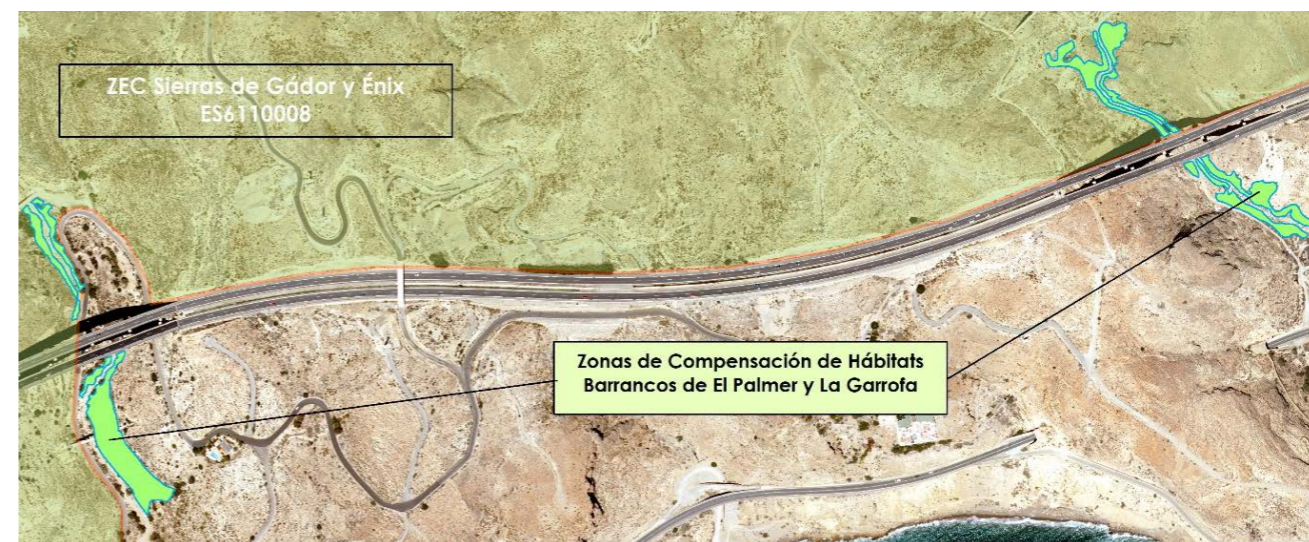 ZEC Sierras de Gádor y Énix
ES6110008
Zonas de Compensación de Hábitats
Barrancos de El Palmer y La Garrofa